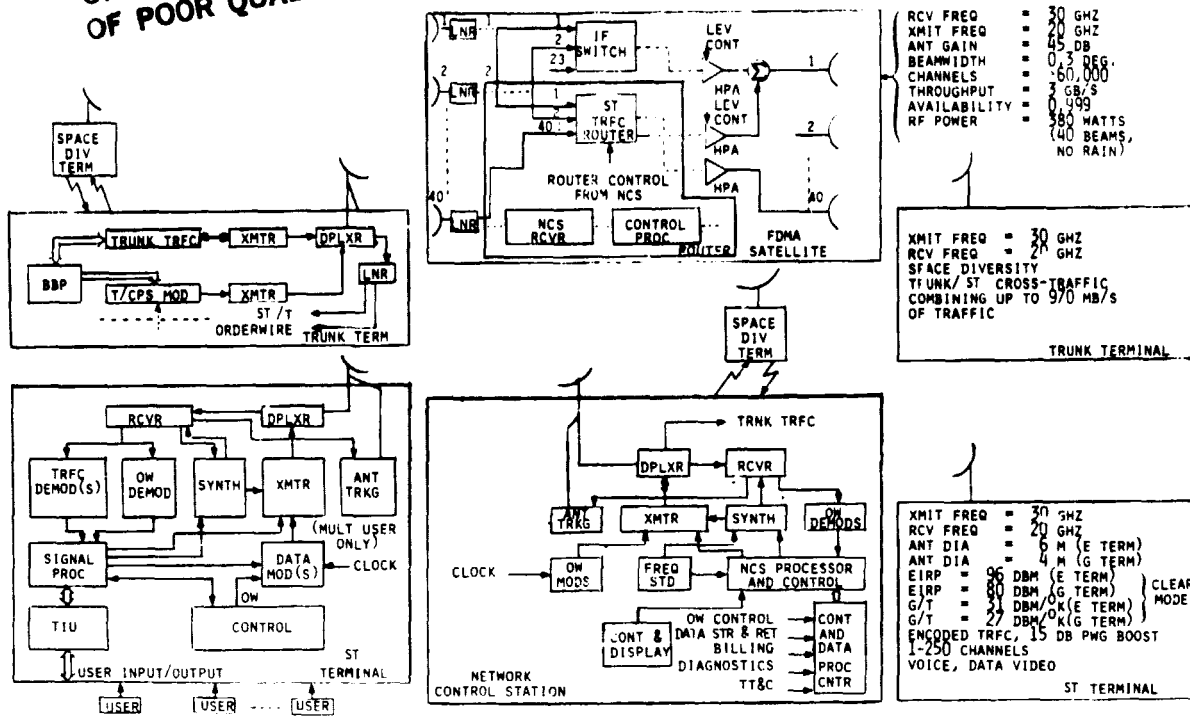 OF POOR
LNR
IF SWITCH
LEV CONT
1
2
23
2
LNR
2
HPA
LEV CONT
1
1
2
40
ST TRFC ROUTER
HPA
2
ROUTER CONTROL FROM NCS
HPA
40
LNR
NCS RCVR
CONTROL PROC
40
ROUTER
FDMA SATELLITE
RCV FREQ = 30 GHZ
XMIT FREQ = 20 GHZ
ANT GAIN = 45 DB
BEAMWIDTH = 0.3 DEG.
CHANNELS = 60,000
THROUGHPUT = 3 GB/S
AVAILABILITY = 0.999
RF POWER = 380 WATTS
(40 BEAMS,
NO RAIN)
SPACE DIV TERM
TRUNK TRFC
XMTR
DPLXR
BBP
LNR
T/CPS MOD
XMTR
ST/T
ORDERWIRE
TRUNK TERM
XMIT FREQ = 30 GHZ
RCV FREQ = 20 GHZ
SPACE DIVERSITY
TRUNK/ST CROSS-TRAFFIC
COMBINING UP TO 970 MB/S
OF TRAFFIC
TRUNK TERMINAL
RCVR
DPLXR
TRFC DEMOD(S)
OW DEMOD
SYNTH
XMTR
ANT TRKG
(MULT USER ONLY)
SIGNAL PROC
DATA MOD(S)
CLOCK
OW
TIU
CONTROL
USER INPUT/OUTPUT
ST TERMINAL
USER
USER
....
USER
SPACE DIV TERM
TRNK TRFC
DPLXR
RCVR
ANT TRKG
XMTR
SYNTH
OW DEMODS
CLOCK
OW MODS
FREQ STD
NCS PROCESSOR AND CONTROL
CONT & DISPLAY
OW CONTROL
DATA STR & RET
BILLING
DIAGNOSTICS
TT&C
CONT AND DATA PROC CNTR
NETWORK
CONTROL STATION
XMIT FREQ = 30 GHZ
RCV FREQ = 20 GHZ
ANT DIA = 6 M (E TERM)
ANT DIA = 4 M (G TERM)
EIRP = 96 DBM (E TERM)
EIRP = 80 DBM (G TERM)
G/T = 31 DBM/°K(E TERM)
G/T = 27 DBM/°K(G TERM)
CLEAR MODE
ENCODED TRFC, 15 DB PWG BOOST
1-250 CHANNELS
VOICE, DATA VIDEO
ST TERMINAL